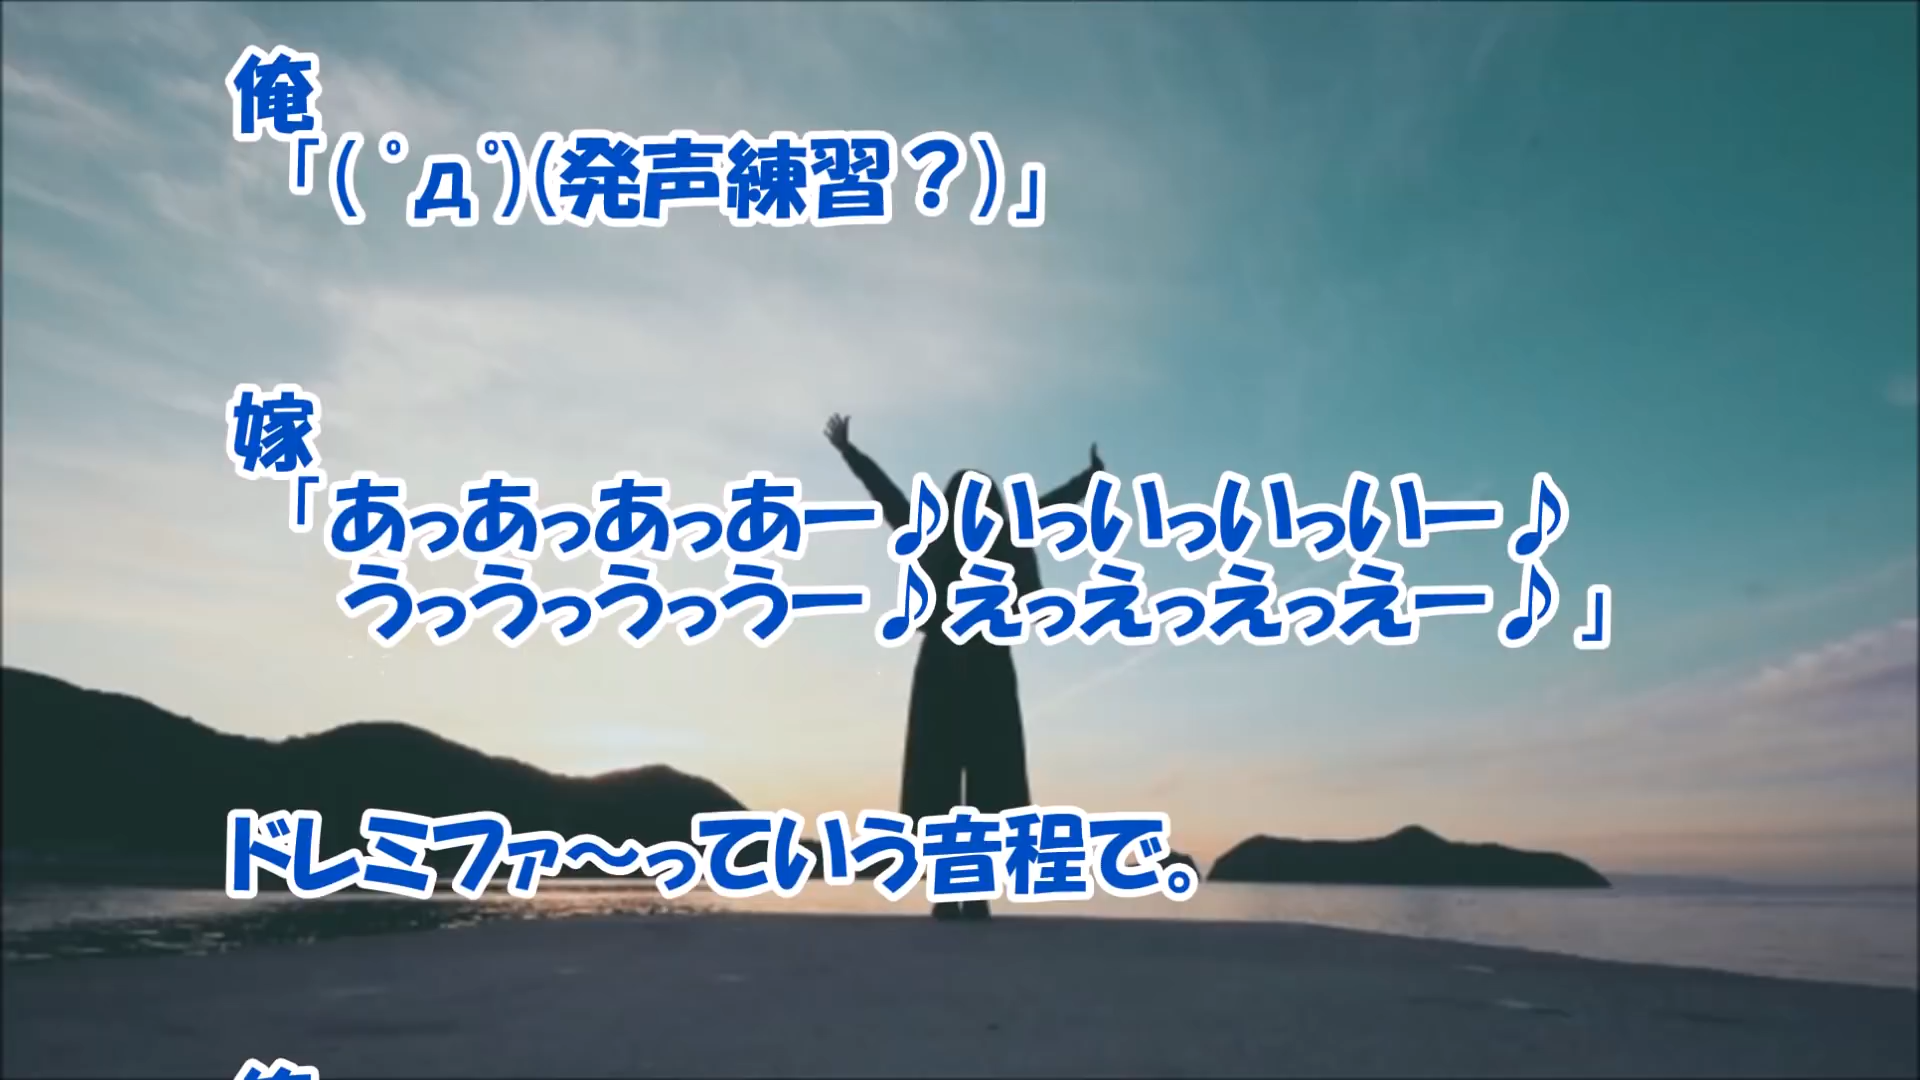 俺
「( ﾟдﾟ)(発声練習？)」
嫁
「あっあっあっあー♪いっいっいっいー♪
うっうっうっうー♪えっえっえっえー♪」
ドレミファ～っていう音程で。
俺